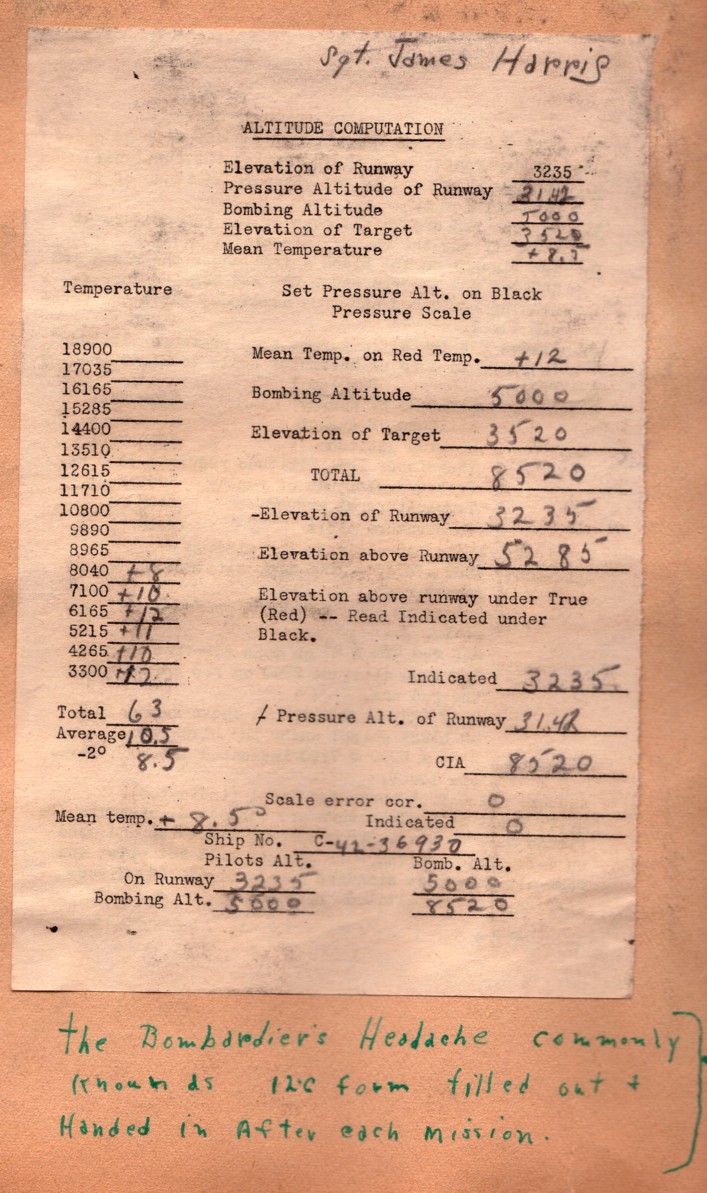 Sgt. James Harris
ALTITUDE COMPUTATION
Elevation of Runway 3235
Pressure Altitude of Runway 3142
Bombing Altitude 5000
Elevation of Target 3520
Mean Temperature +8.5
Temperature
Set Pressure Alt. on Black
Pressure Scale
18900
17035
16165
15285
14400
13510
12615
11710
10800
9890
8965
8040 +8
7100 +10
6165 +12
5215 +11
4265 +10
3300
Total 63
Average 10.5
-2° 8.5
Mean temp. + 8.5°
Mean Temp. on Red Temp. +12
Bombing Altitude 5000
Elevation of Target 3520
TOTAL 8520
-Elevation of Runway 3235
Elevation above Runway 5285
Elevation above runway under True
(Red) -- Read Indicated under
Black.
Indicated 3235
/ Pressure Alt. of Runway 31.42
CIA 8520
Scale error cor. 0
Indicated 0
Ship No. C-42-36930
Pilots Alt. Bomb. Alt.
On Runway 3235 5000
Bombing Alt. 5000 8520
the Bombardier's Headache commonly
Known as 12C form filled out +
Handed in After each mission.